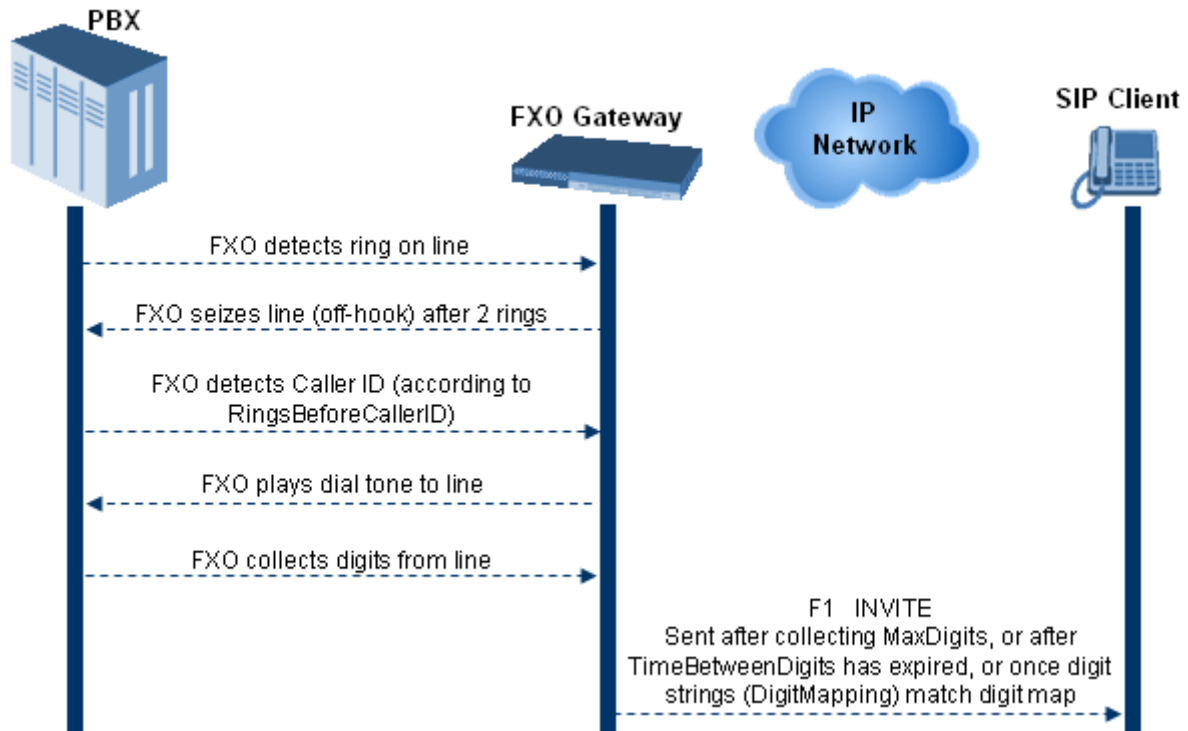 PBX
FXO Gateway
IP
Network
SIP Client
FXO detects ring on line
FXO seizes line (off-hook) after 2 rings
FXO detects Caller ID (according to
RingsBeforeCallerID)
FXO plays dial tone to line
FXO collects digits from line
F1 INVITE
Sent after collecting MaxDigits, or after
TimeBetweenDigits has expired, or once digit
strings (DigitMapping) match digit map